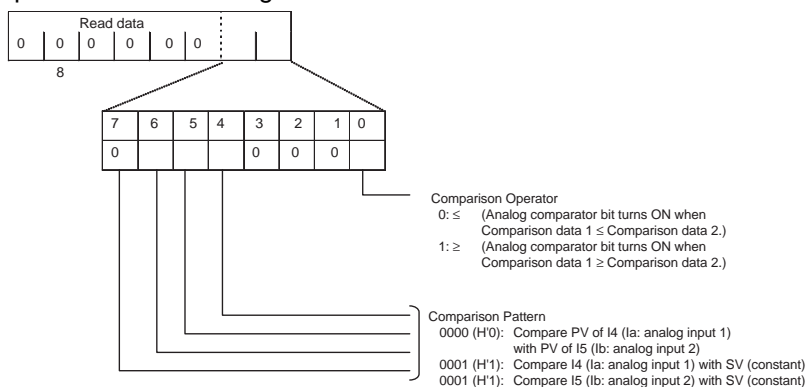 Read data
0 0 0 0 0 0
8
7 6 5 4 3 2 1 0
0 0 0 0
Comparison Operator
0: ≤ (Analog comparator bit turns ON when
Comparison data 1 ≤ Comparison data 2.)
1: ≥ (Analog comparator bit turns ON when
Comparison data 1 ≥ Comparison data 2.)
Comparison Pattern
0000 (H'0): Compare PV of I4 (Ia: analog input 1)
with PV of I5 (Ib: analog input 2)
0001 (H'1): Compare I4 (Ia: analog input 1) with SV (constant)
0001 (H'1): Compare I5 (Ib: analog input 2) with SV (constant)